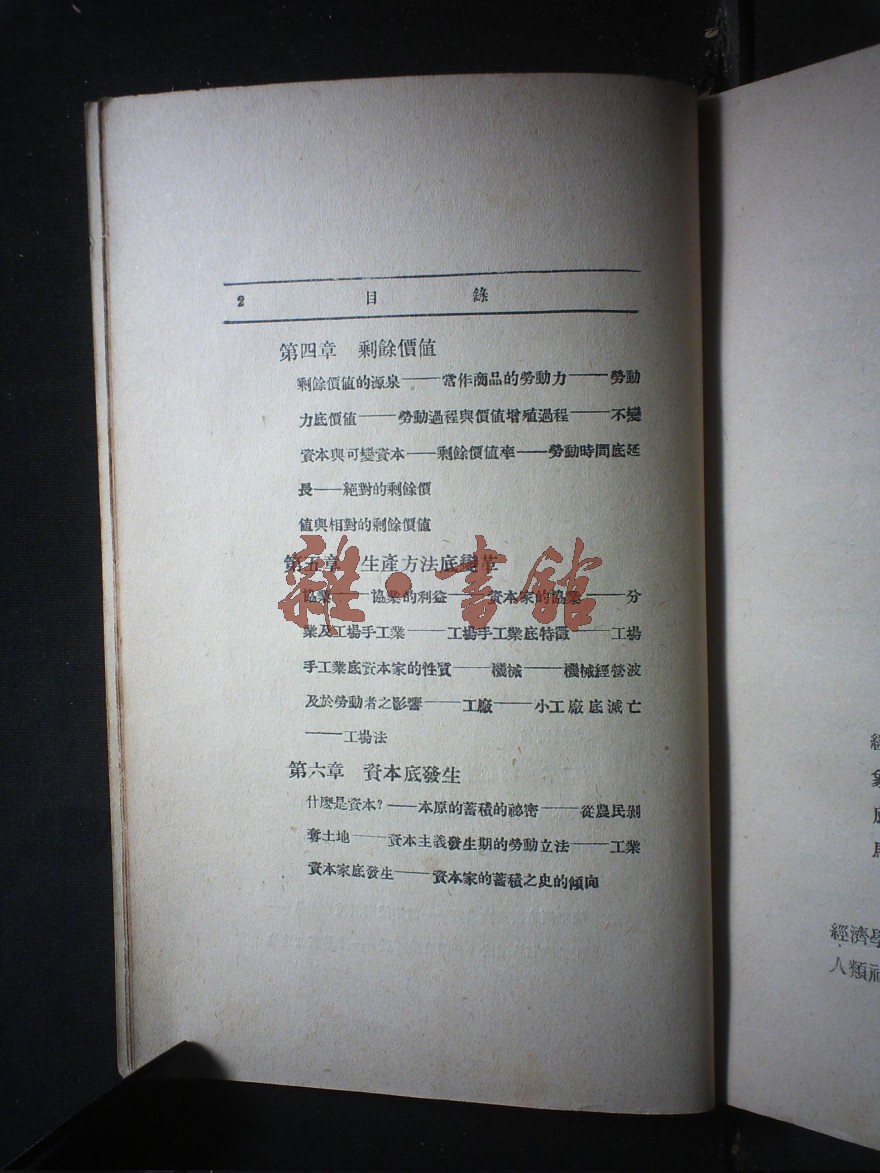 2 目錄
第四章 剩餘價值
剩餘價值的源泉——當作商品的勞動力——勞動
力底價值——勞動過程與價值增殖過程——不變
資本與可變資本——剩餘價值率——勞動時間底延
長——絕對的剩餘價
值與相對的剩餘價值
第五章 生產方法底變革
協業——協業的利益——資本家的協業——分
業及工場手工業——工場手工業底特徵——工場
手工業底資本家的性質——機械——機械經營波
及於勞動者之影響——工廠——小工廠底滅亡
——工場法
第六章 資本底發生
什麼是資本?——本原的蓄積的祕密——從農民剝
奪土地——資本主義發生期的勞動立法——工業
資本家底發生——資本家的蓄積之史的傾向
雜·書館
經濟學
人類社